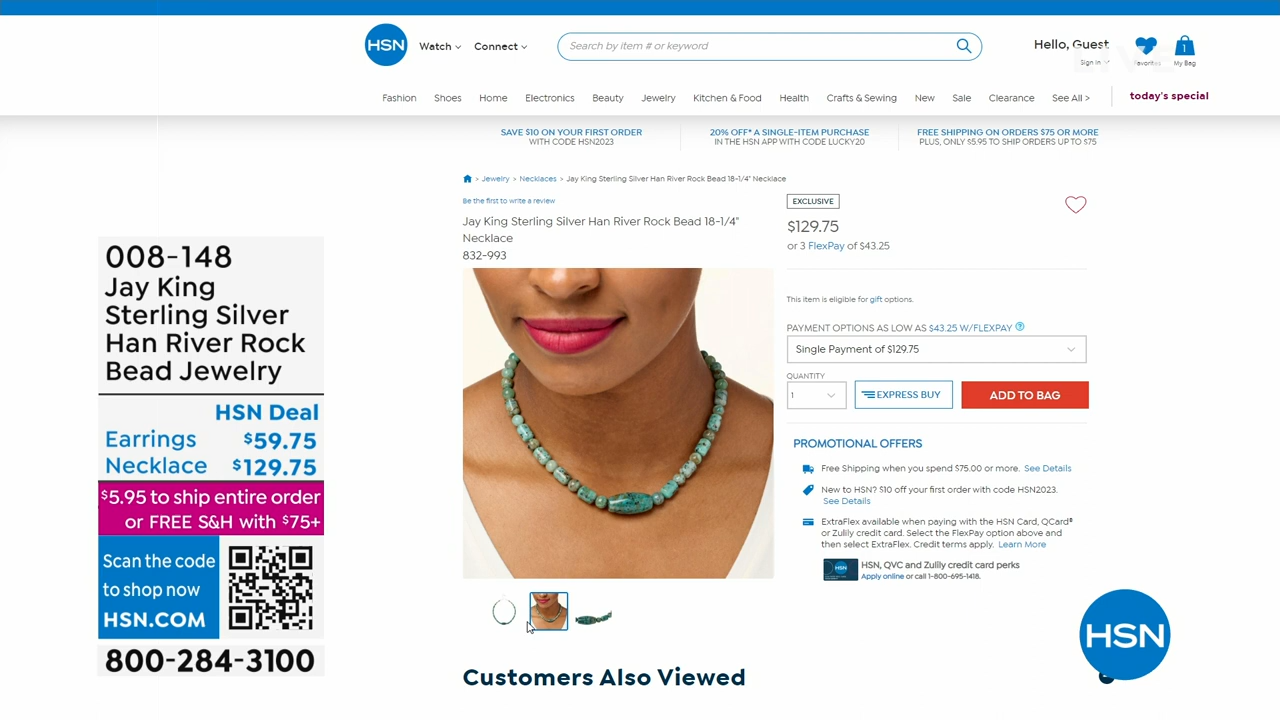 HSN
Watch
Connect
Search by item # or keyword
Hello, Guest
Sign In
Favorites
1
My Bag
Fashion
Shoes
Home
Electronics
Beauty
Jewelry
Kitchen & Food
Health
Crafts & Sewing
New
Sale
Clearance
See All >
today's special
SAVE $10 ON YOUR FIRST ORDER
WITH CODE HSN2023
20% OFF* A SINGLE-ITEM PURCHASE
IN THE HSN APP WITH CODE LUCKY20
FREE SHIPPING ON ORDERS $75 OR MORE
PLUS, ONLY $5.95 TO SHIP ORDERS UP TO $75
> Jewelry > Necklaces > Jay King Sterling Silver Han River Rock Bead 18-1/4" Necklace
Be the first to write a review
Jay King Sterling Silver Han River Rock Bead 18-1/4"
Necklace
832-993
EXCLUSIVE
$129.75
or 3 FlexPay of $43.25
This item is eligible for gift options.
PAYMENT OPTIONS AS LOW AS $43.25 W/FLEXPAY ?
Single Payment of $129.75
QUANTITY
1
EXPRESS BUY
ADD TO BAG
PROMOTIONAL OFFERS
Free Shipping when you spend $75.00 or more. See Details
New to HSN? $10 off your first order with code HSN2023.
See Details
ExtraFlex available when paying with the HSN Card, QCard®
or Zulily credit card. Select the FlexPay option above and
then select ExtraFlex. Credit terms apply. Learn More
HSN
HSN, QVC and Zulily credit card perks
Apply online or call 1-800-695-1418.
Customers Also Viewed
008-148
Jay King
Sterling Silver
Han River Rock
Bead Jewelry
HSN Deal
Earrings $59.75
Necklace $129.75
$5.95 to ship entire order
or FREE S&H with $75+
Scan the code
to shop now
HSN.COM
800-284-3100
HSN